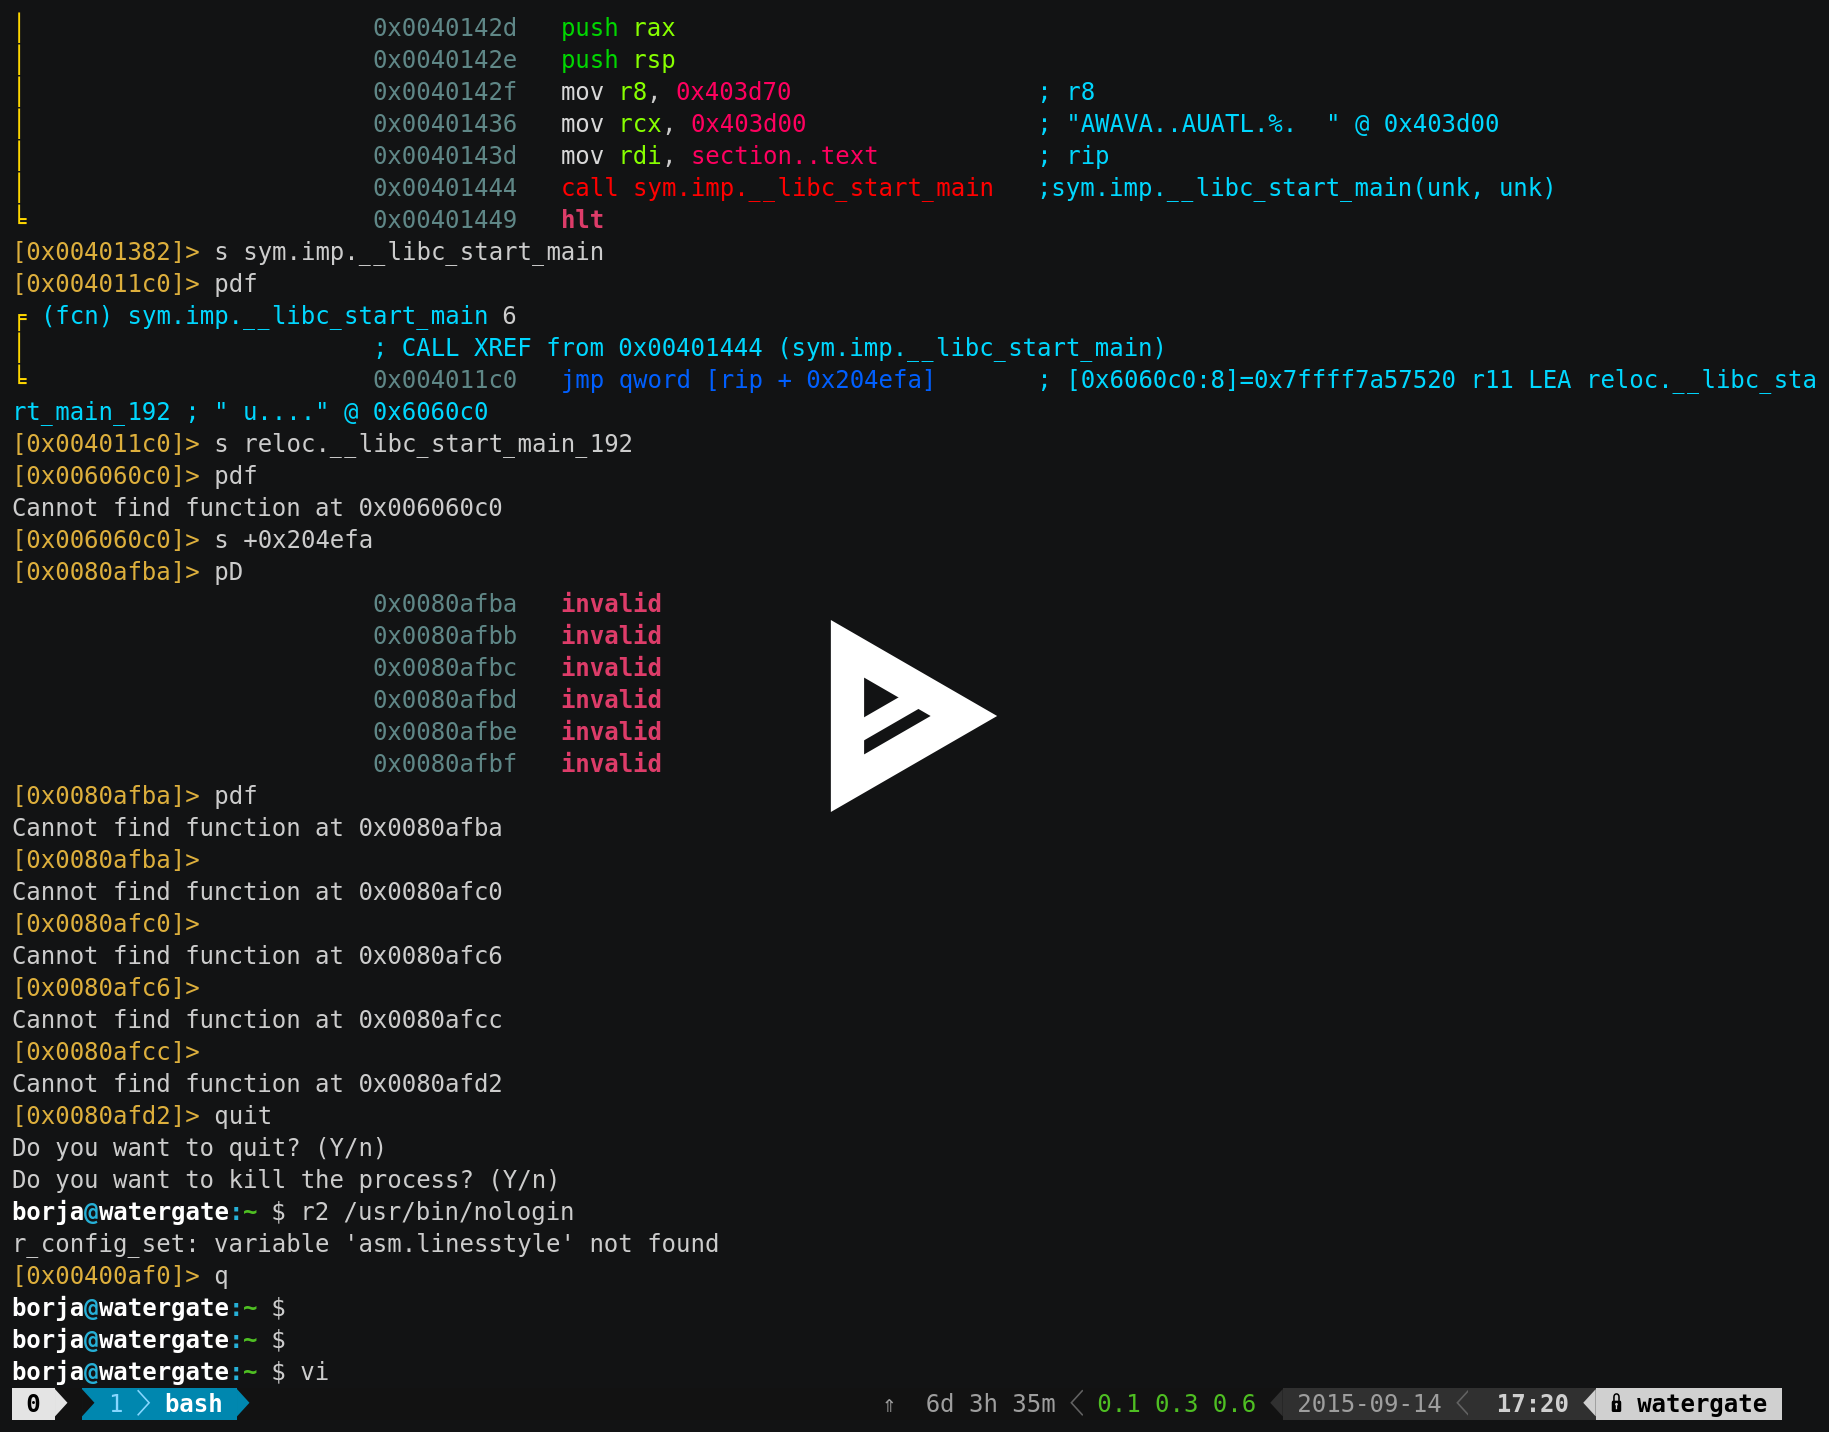 0x0040142d   push rax
0x0040142e   push rsp
0x0040142f   mov r8, 0x403d70                 ; r8
0x00401436   mov rcx, 0x403d00                ; "AWAVA..AUATL.%.  " @ 0x403d00
0x0040143d   mov rdi, section..text           ; rip
0x00401444   call sym.imp.__libc_start_main   ;sym.imp.__libc_start_main(unk, unk)
0x00401449   hlt
[0x00401382]> s sym.imp.__libc_start_main
[0x004011c0]> pdf
(fcn) sym.imp.__libc_start_main 6
; CALL XREF from 0x00401444 (sym.imp.__libc_start_main)
0x004011c0   jmp qword [rip + 0x204efa]       ; [0x6060c0:8]=0x7ffff7a57520 r11 LEA reloc.__libc_sta
rt_main_192 ; " u...." @ 0x6060c0
[0x004011c0]> s reloc.__libc_start_main_192
[0x006060c0]> pdf
Cannot find function at 0x006060c0
[0x006060c0]> s +0x204efa
[0x0080afba]> pD
0x0080afba   invalid
0x0080afbb   invalid
0x0080afbc   invalid
0x0080afbd   invalid
0x0080afbe   invalid
0x0080afbf   invalid
[0x0080afba]> pdf
Cannot find function at 0x0080afba
[0x0080afba]>
Cannot find function at 0x0080afc0
[0x0080afc0]>
Cannot find function at 0x0080afc6
[0x0080afc6]>
Cannot find function at 0x0080afcc
[0x0080afcc]>
Cannot find function at 0x0080afd2
[0x0080afd2]> quit
Do you want to quit? (Y/n)
Do you want to kill the process? (Y/n)
borja@watergate:~ $ r2 /usr/bin/nologin
r_config_set: variable 'asm.linesstyle' not found
[0x00400af0]> q
borja@watergate:~ $
borja@watergate:~ $
borja@watergate:~ $ vi
0 1 bash ⇑ 6d 3h 35m 0.1 0.3 0.6 2015-09-14 17:20 watergate